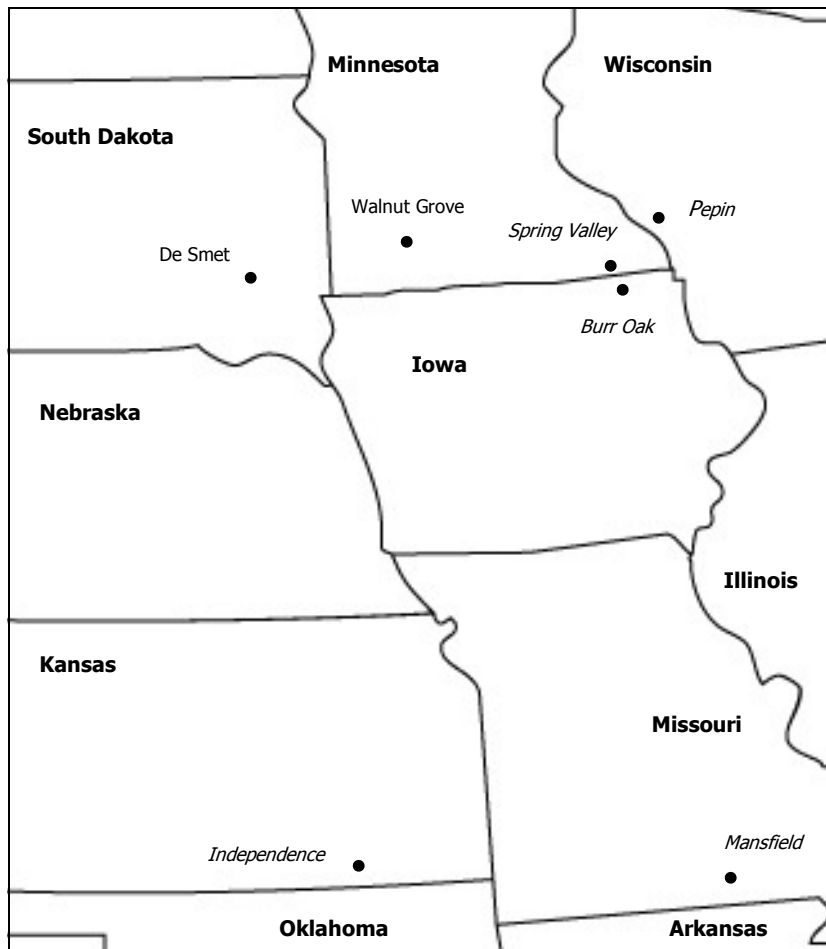 Minnesota
Wisconsin
South Dakota
Walnut Grove
Pepin
Spring Valley
De Smet
Burr Oak
Iowa
Nebraska
Illinois
Kansas
Missouri
Mansfield
Independence
Oklahoma
Arkansas